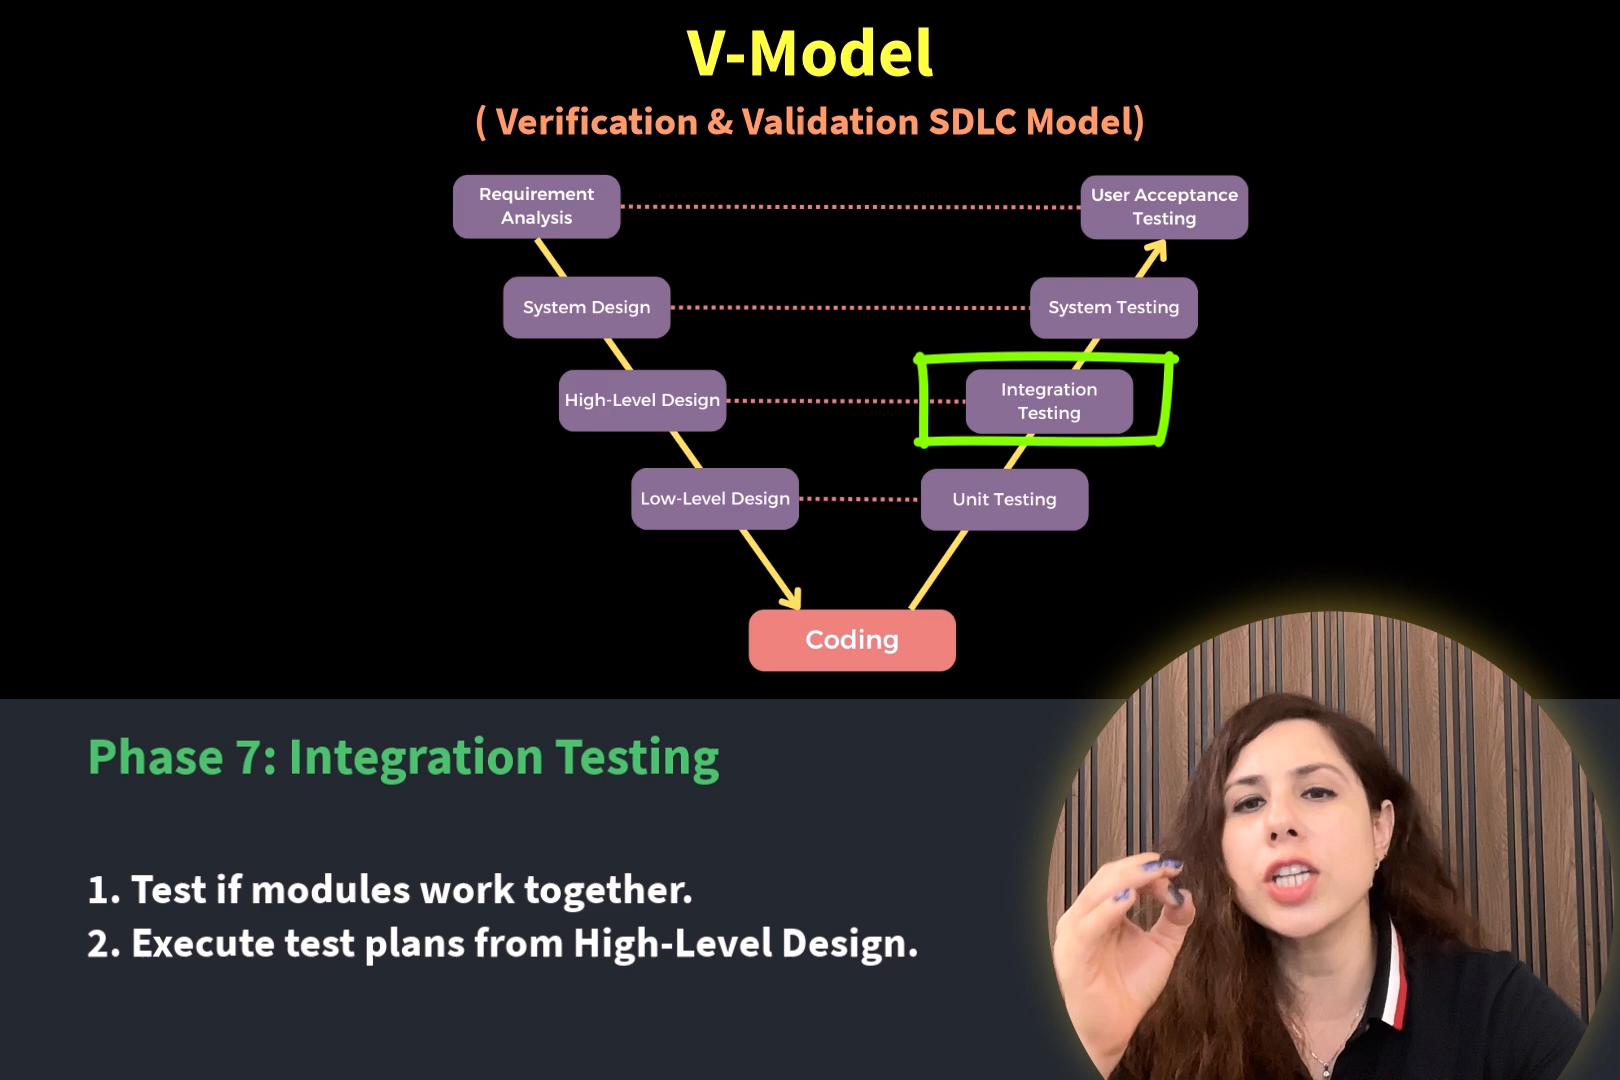 V-Model
( Verification & Validation SDLC Model)
Requirement
Analysis
User Acceptance
Testing
System Design
System Testing
High-Level Design
Integration
Testing
Low-Level Design
Unit Testing
Coding
Phase 7: Integration Testing
1. Test if modules work together.
2. Execute test plans from High-Level Design.